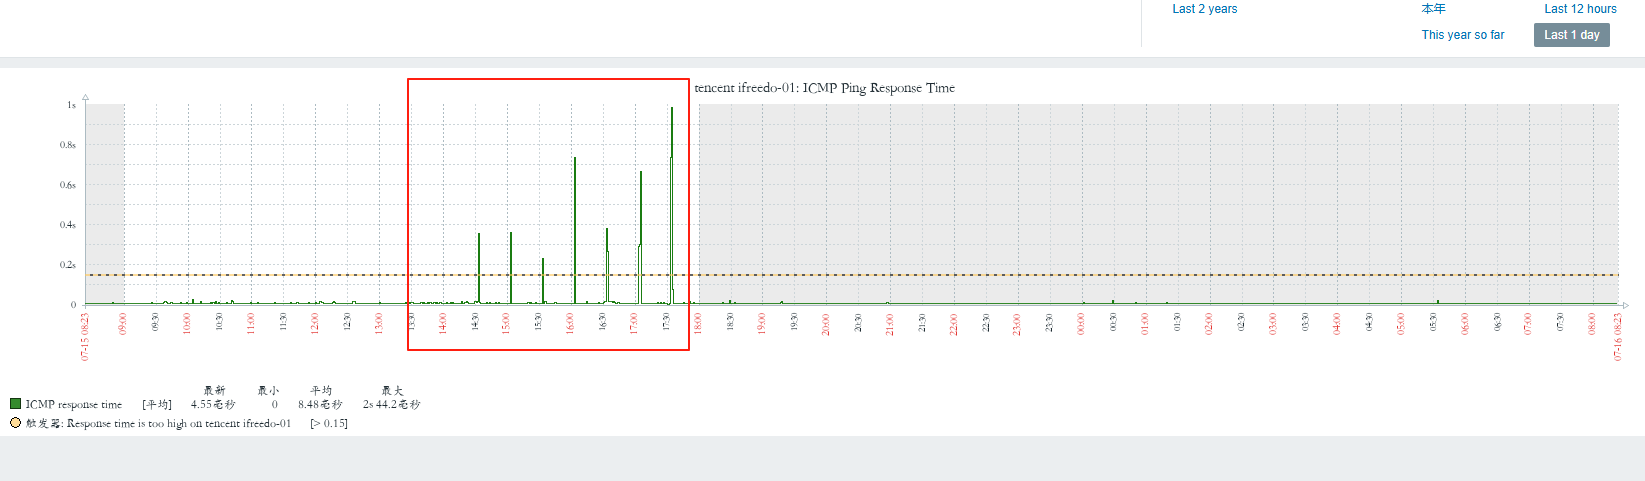 Last 2 years 本年 Last 12 hours
This year so far Last 1 day
tencent ifreedo-01: ICMP Ping Response Time
1s
0.8s
0.6s
0.4s
0.2s
0
07-15 08:23 09:00 09:30 10:00 10:30 11:00 11:30 12:00 12:30 13:00 13:30 14:00 14:30 15:00 15:30 16:00 16:30 17:00 17:30 18:00 18:30 19:00 19:30 20:00 20:30 21:00 21:30 22:00 22:30 23:00 23:30 00:00 00:30 01:00 01:30 02:00 02:30 03:00 03:30 04:00 04:30 05:00 05:30 06:00 06:30 07:00 07:30 08:00 07-16 08:23
最新 最小 平均 最大
ICMP response time [平均] 4.55毫秒 0 8.48毫秒 2s 44.2毫秒
触发器: Response time is too high on tencent ifreedo-01 [> 0.15]